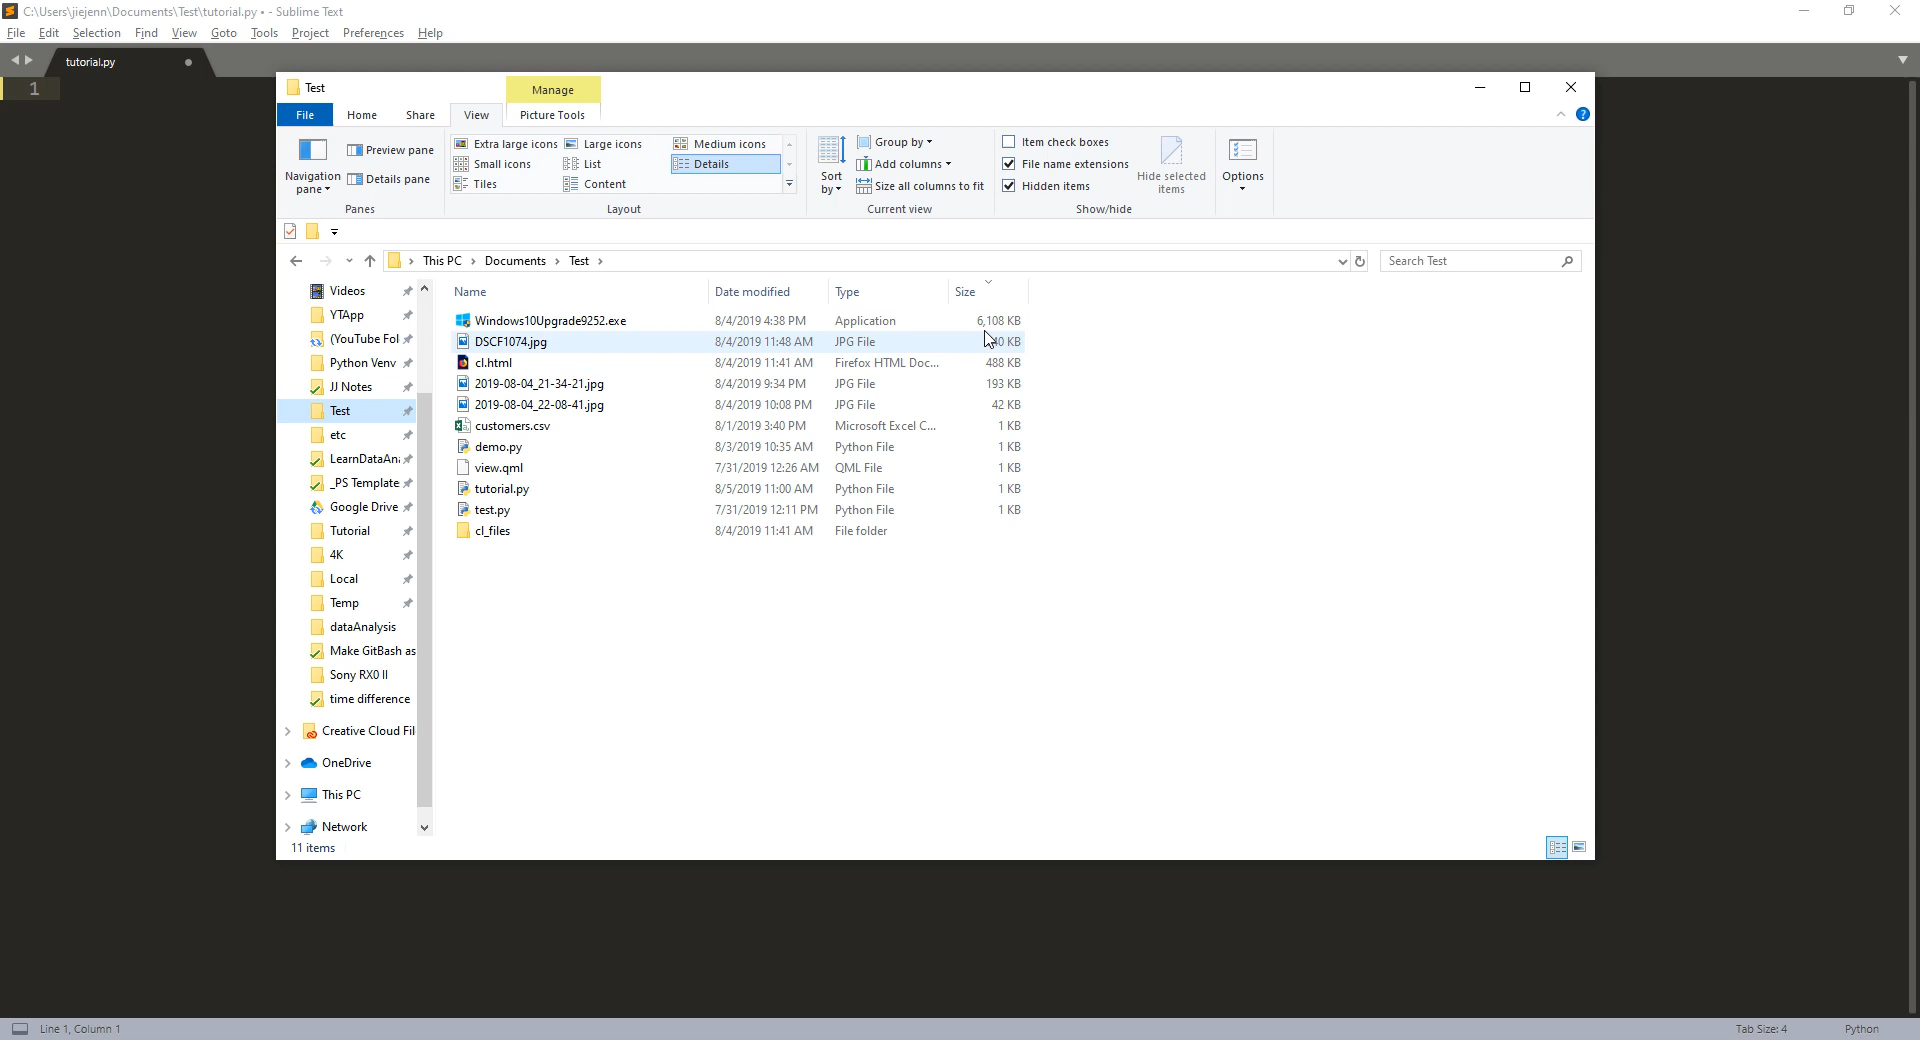 C:\Users\jiejenn\Documents\Test\tutorial.py • - Sublime Text
File Edit Selection Find View Goto Tools Project Preferences Help
tutorial.py
1
Test
Manage
File Home Share View Picture Tools
Navigation pane
Preview pane
Details pane
Panes
Extra large icons Large icons Medium icons
Small icons List Details
Tiles Content
Layout
Sort by
Group by
Add columns
Size all columns to fit
Current view
Item check boxes
File name extensions
Hidden items
Hide selected items
Show/hide
Options
This PC > Documents > Test >
Search Test
Videos
YTApp
(YouTube Fol
Python Venv
JJ Notes
Test
etc
LearnDataAn
_PS Template
Google Drive
Tutorial
4K
Local
Temp
dataAnalysis
Make GitBash as
Sony RX0 II
time difference
Creative Cloud Fil
OneDrive
This PC
Network
Name Date modified Type Size
Windows10Upgrade9252.exe 8/4/2019 4:38 PM Application 6,108 KB
DSCF1074.jpg 8/4/2019 11:48 AM JPG File KB
cl.html 8/4/2019 11:41 AM Firefox HTML Doc... 488 KB
2019-08-04_21-34-21.jpg 8/4/2019 9:34 PM JPG File 193 KB
2019-08-04_22-08-41.jpg 8/4/2019 10:08 PM JPG File 42 KB
customers.csv 8/1/2019 3:40 PM Microsoft Excel C... 1 KB
demo.py 8/3/2019 10:35 AM Python File 1 KB
view.qml 7/31/2019 12:26 AM QML File 1 KB
tutorial.py 8/5/2019 11:00 AM Python File 1 KB
test.py 7/31/2019 12:11 PM Python File 1 KB
cl_files 8/4/2019 11:41 AM File folder
11 items
Line 1, Column 1
Tab Size: 4 Python